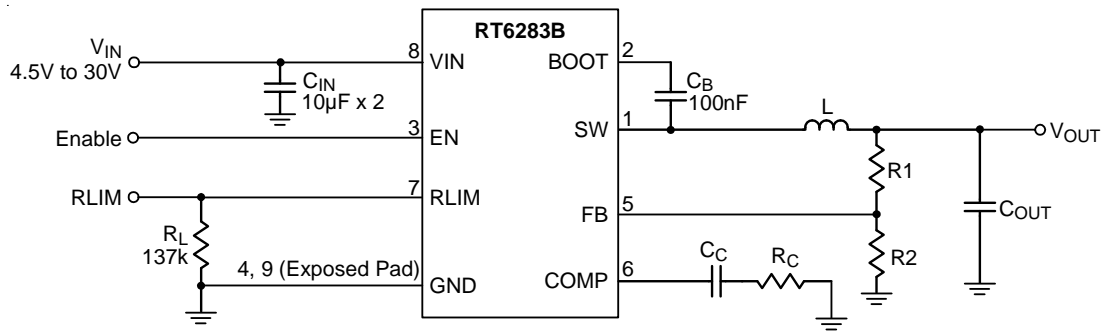 RT6283B
VIN
4.5V to 30V
8
VIN
CIN
10µF x 2
BOOT
2
CB
100nF
Enable
3
EN
SW
1
L
VOUT
RLIM
7
RLIM
RL
137k
R1
FB
5
COUT
R2
4, 9 (Exposed Pad)
GND
COMP
6
CC
RC